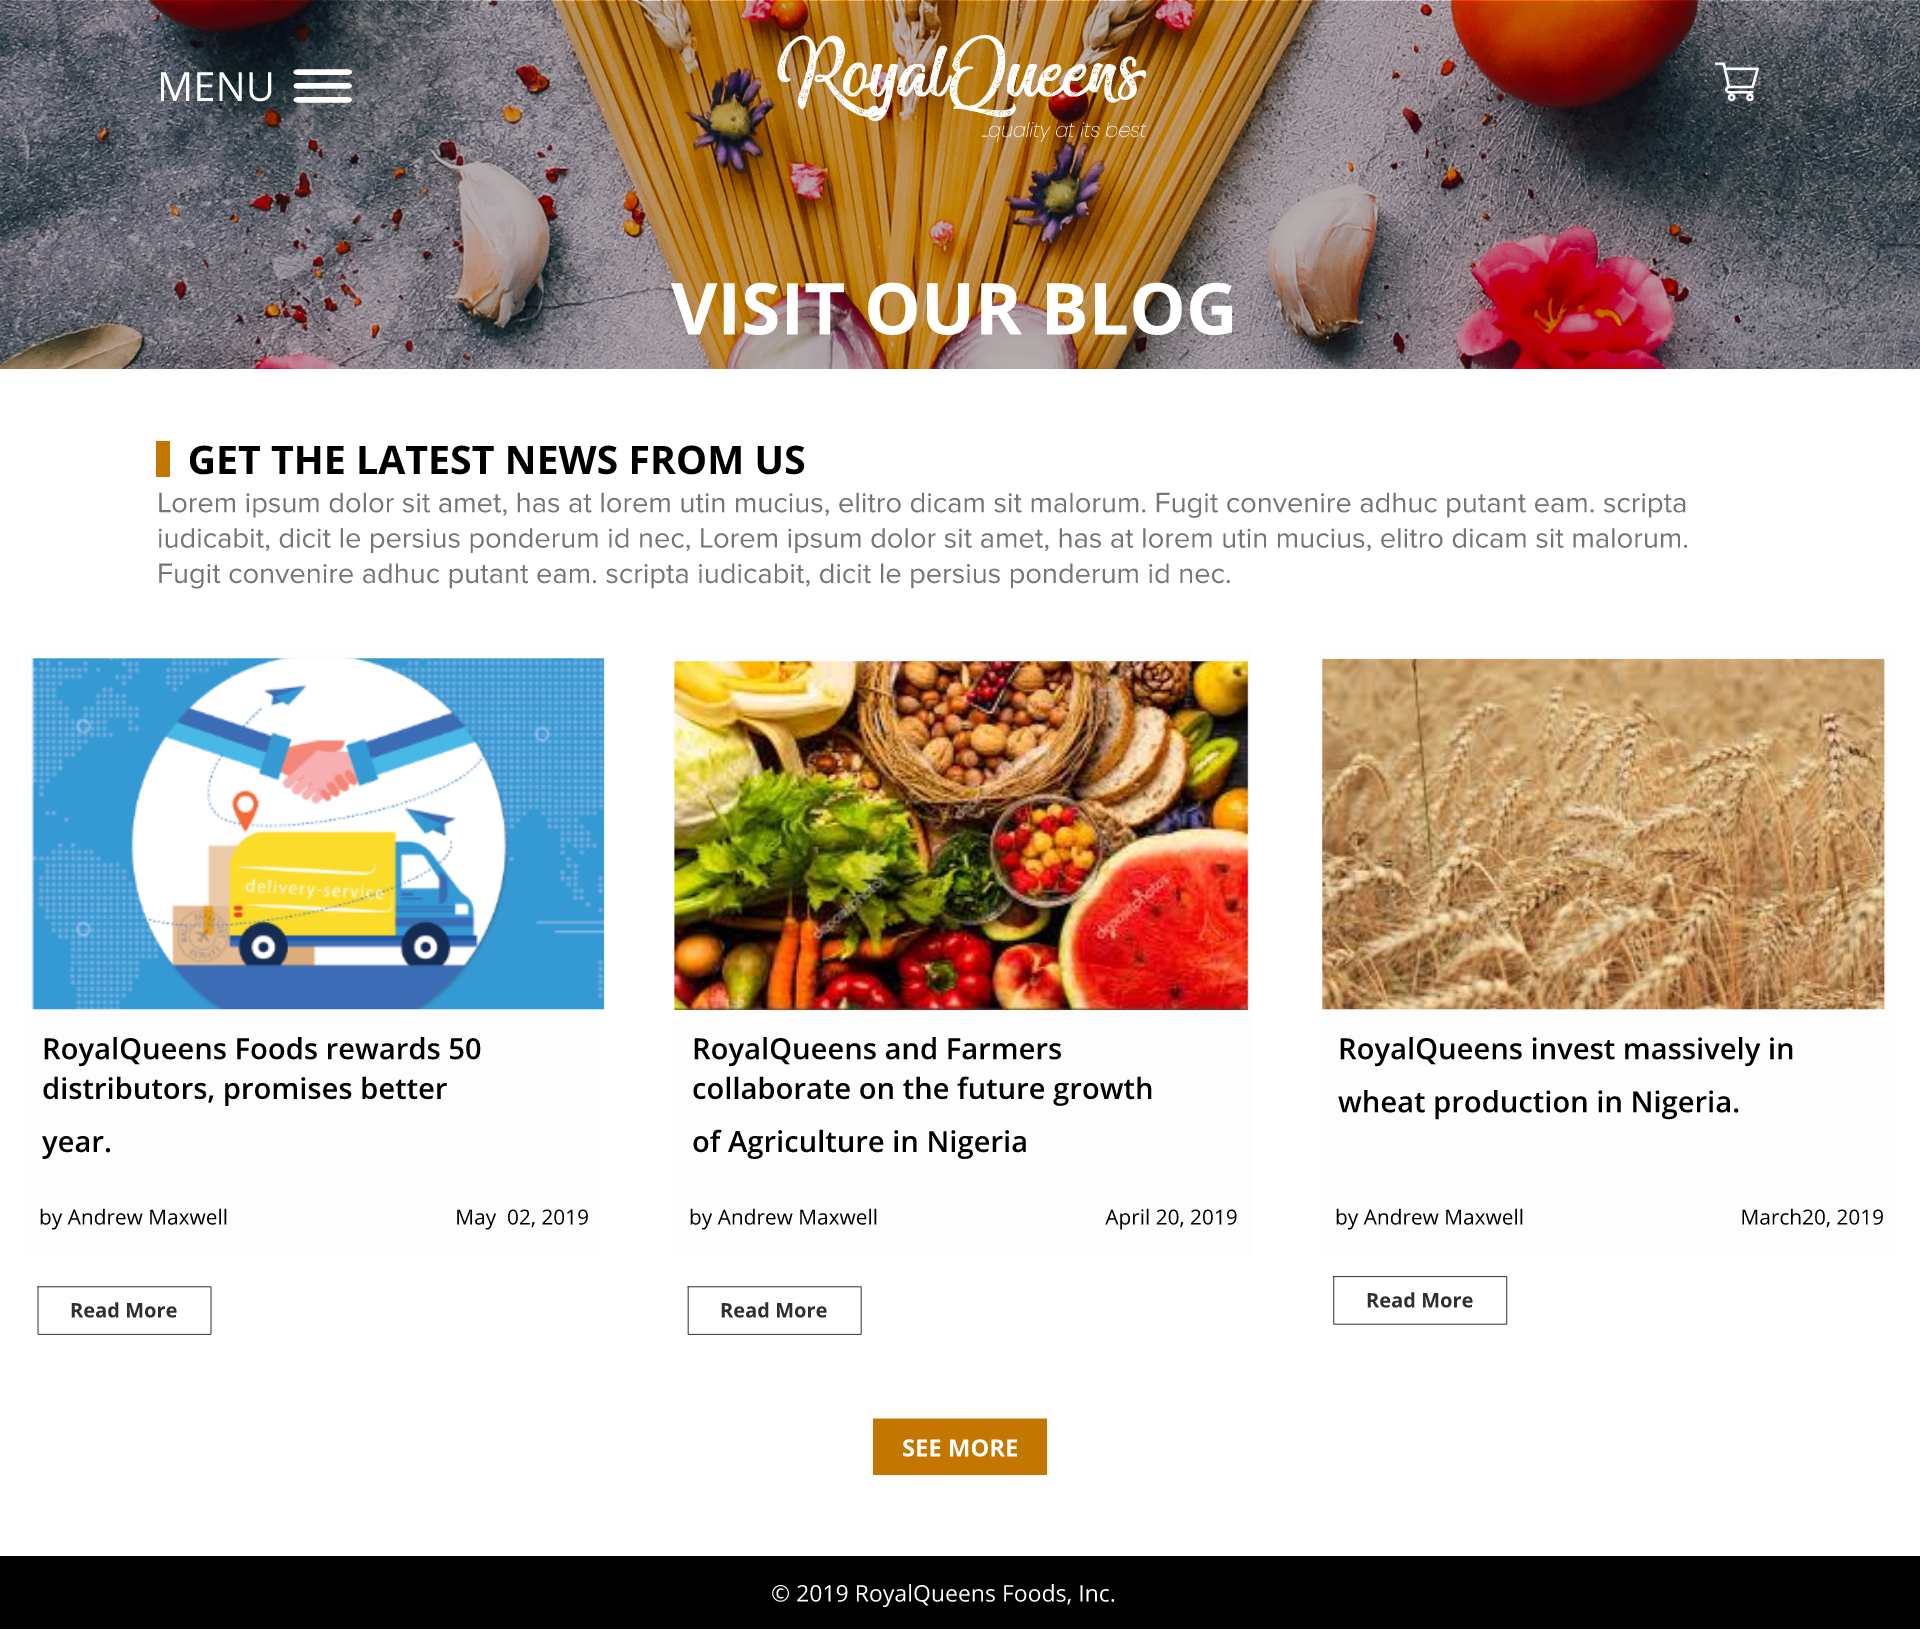 MENU
RoyalQueens
...quality at its best
VISIT OUR BLOG
GET THE LATEST NEWS FROM US
Lorem ipsum dolor sit amet, has at lorem utin mucius, elitro dicam sit malorum. Fugit convenire adhuc putant eam. scripta
iudicabit, dicit le persius ponderum id nec, Lorem ipsum dolor sit amet, has at lorem utin mucius, elitro dicam sit malorum.
Fugit convenire adhuc putant eam. scripta iudicabit, dicit le persius ponderum id nec.
delivery-service
depositphotos
depositphotos
RoyalQueens Foods rewards 50
distributors, promises better
year.
by Andrew Maxwell
May  02, 2019
Read More
RoyalQueens and Farmers
collaborate on the future growth
of Agriculture in Nigeria
by Andrew Maxwell
April 20, 2019
Read More
RoyalQueens invest massively in
wheat production in Nigeria.
by Andrew Maxwell
March20, 2019
Read More
SEE MORE
© 2019 RoyalQueens Foods, Inc.